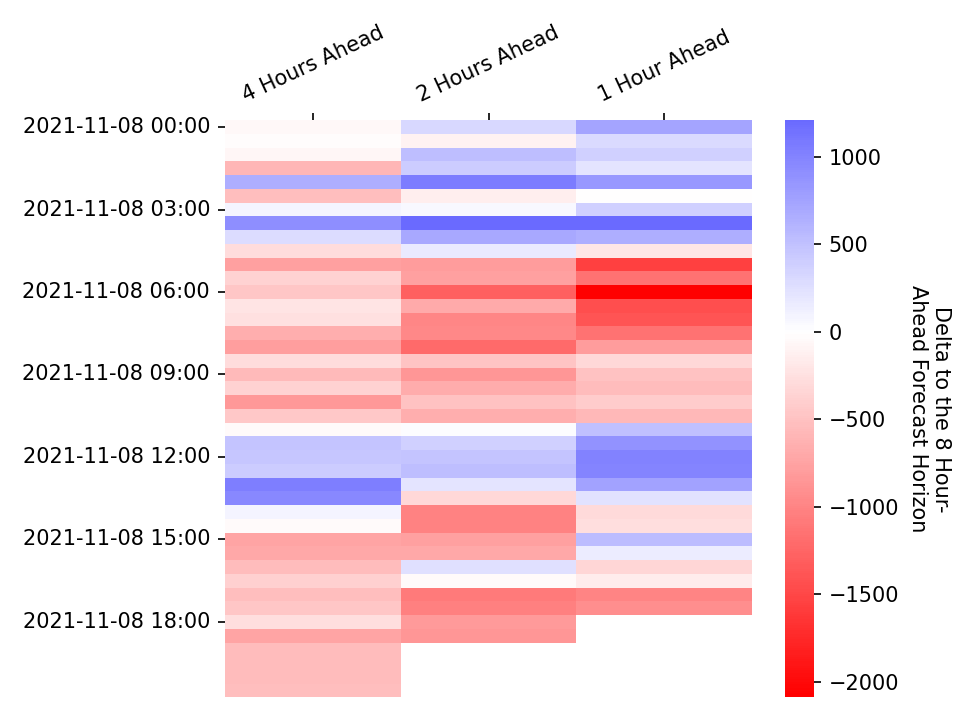 4 Hours Ahead
2 Hours Ahead
1 Hour Ahead
2021-11-08 00:00
2021-11-08 03:00
2021-11-08 06:00
2021-11-08 09:00
2021-11-08 12:00
2021-11-08 15:00
2021-11-08 18:00
1000
500
0
−500
−1000
−1500
−2000
Delta to the 8 Hour-
Ahead Forecast Horizon